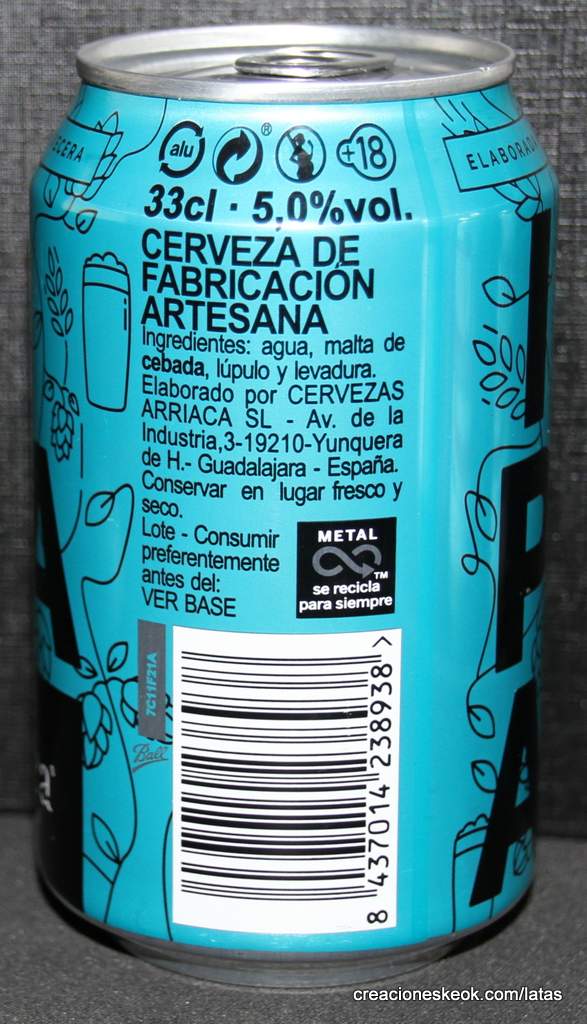 CERA
ELABORAD
alu
®
+18
33cl · 5,0%vol.
CERVEZA DE
FABRICACIÓN
ARTESANA
Ingredientes: agua, malta de
cebada, lúpulo y levadura.
Elaborado por CERVEZAS
ARRIACA SL - Av. de la
Industria,3-19210-Yunquera
de H.- Guadalajara - España.
Conservar en lugar fresco y
seco.
Lote - Consumir
preferentemente
antes del:
VER BASE
METAL
TM
se recicla
para siempre
7C11F21A
Ball
8 437014 238938 >
I
P
A
A
a
creacioneskeok.com/latas